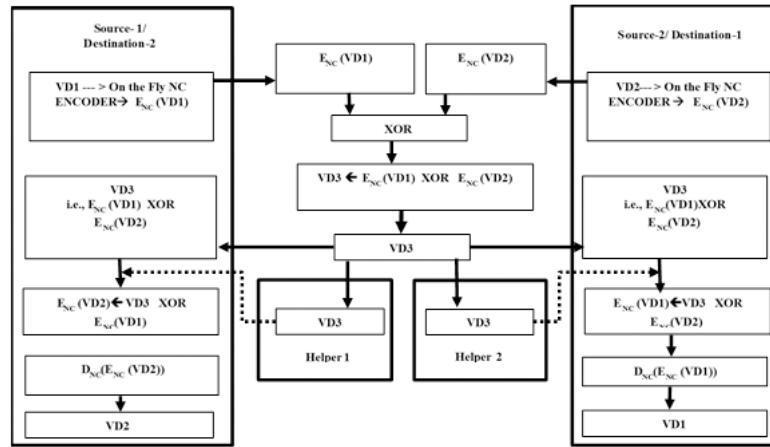 Source-1/
Destination-2
VD1 --- > On the Fly NC
ENCODER→ E_NC (VD1)
VD3
i.e., E_NC (VD1) XOR
E_NC(VD2)
E_NC (VD2)←VD3 XOR
E_NC(VD1)
D_NC(E_NC (VD2))
VD2
E_NC (VD1)
E_NC (VD2)
XOR
VD3 ← E_NC(VD1) XOR E_NC(VD2)
VD3
VD3
Helper 1
VD3
Helper 2
Source-2/ Destination-1
VD2--- > On the Fly NC
ENCODER→ E_NC (VD2)
VD3
i.e., E_NC(VD1)XOR
E_NC(VD2)
E_NC (VD1)←VD3 XOR
E_NC(VD2)
D_NC(E_NC (VD1))
VD1